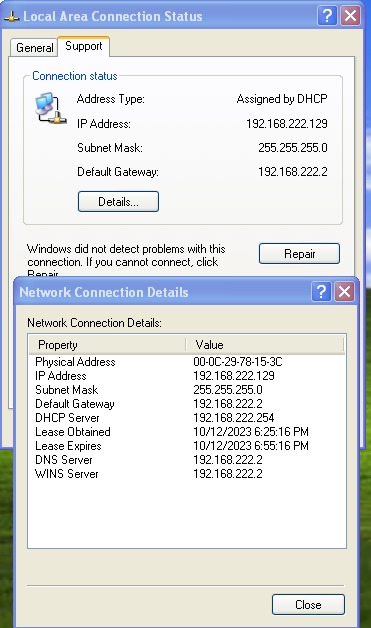 Local Area Connection Status
General Support
Connection status
Address Type: Assigned by DHCP
IP Address: 192.168.222.129
Subnet Mask: 255.255.255.0
Default Gateway: 192.168.222.2
Details...
Windows did not detect problems with this
connection. If you cannot connect, click
Repair.
Repair
Network Connection Details
Network Connection Details:
Property Value
Physical Address 00-0C-29-78-15-3C
IP Address 192.168.222.129
Subnet Mask 255.255.255.0
Default Gateway 192.168.222.2
DHCP Server 192.168.222.254
Lease Obtained 10/12/2023 6:25:16 PM
Lease Expires 10/12/2023 6:55:16 PM
DNS Server 192.168.222.2
WINS Server 192.168.222.2
Close